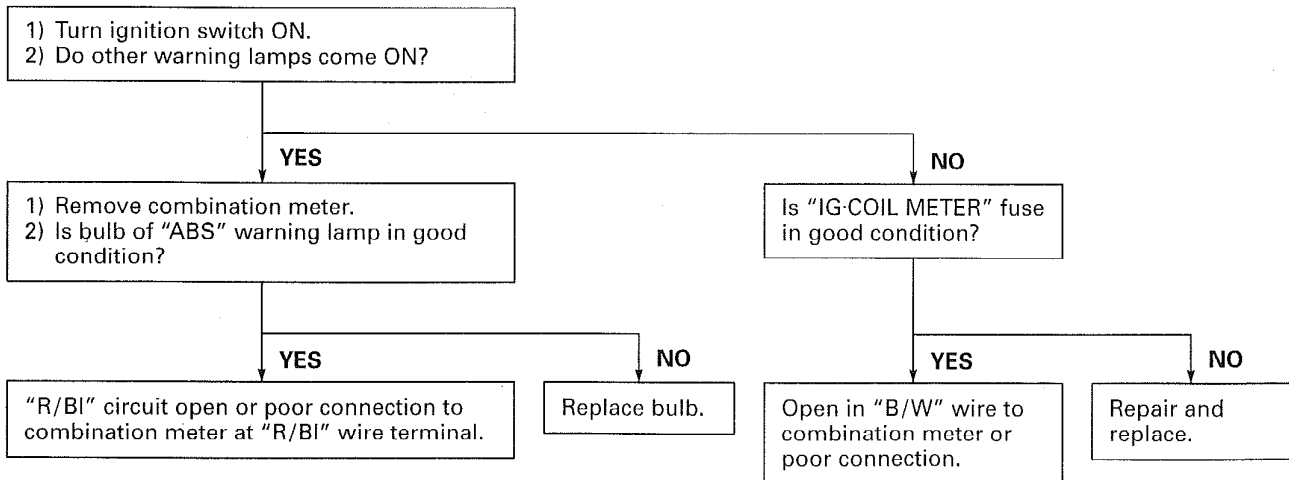 1) Turn ignition switch ON.
2) Do other warning lamps come ON?
YES
NO
1) Remove combination meter.
2) Is bulb of “ABS” warning lamp in good
condition?
Is “IG·COIL METER” fuse
in good condition?
YES
NO
YES
NO
“R/Bl” circuit open or poor connection to
combination meter at “R/Bl” wire terminal.
Replace bulb.
Open in “B/W” wire to
combination meter or
poor connection.
Repair and
replace.